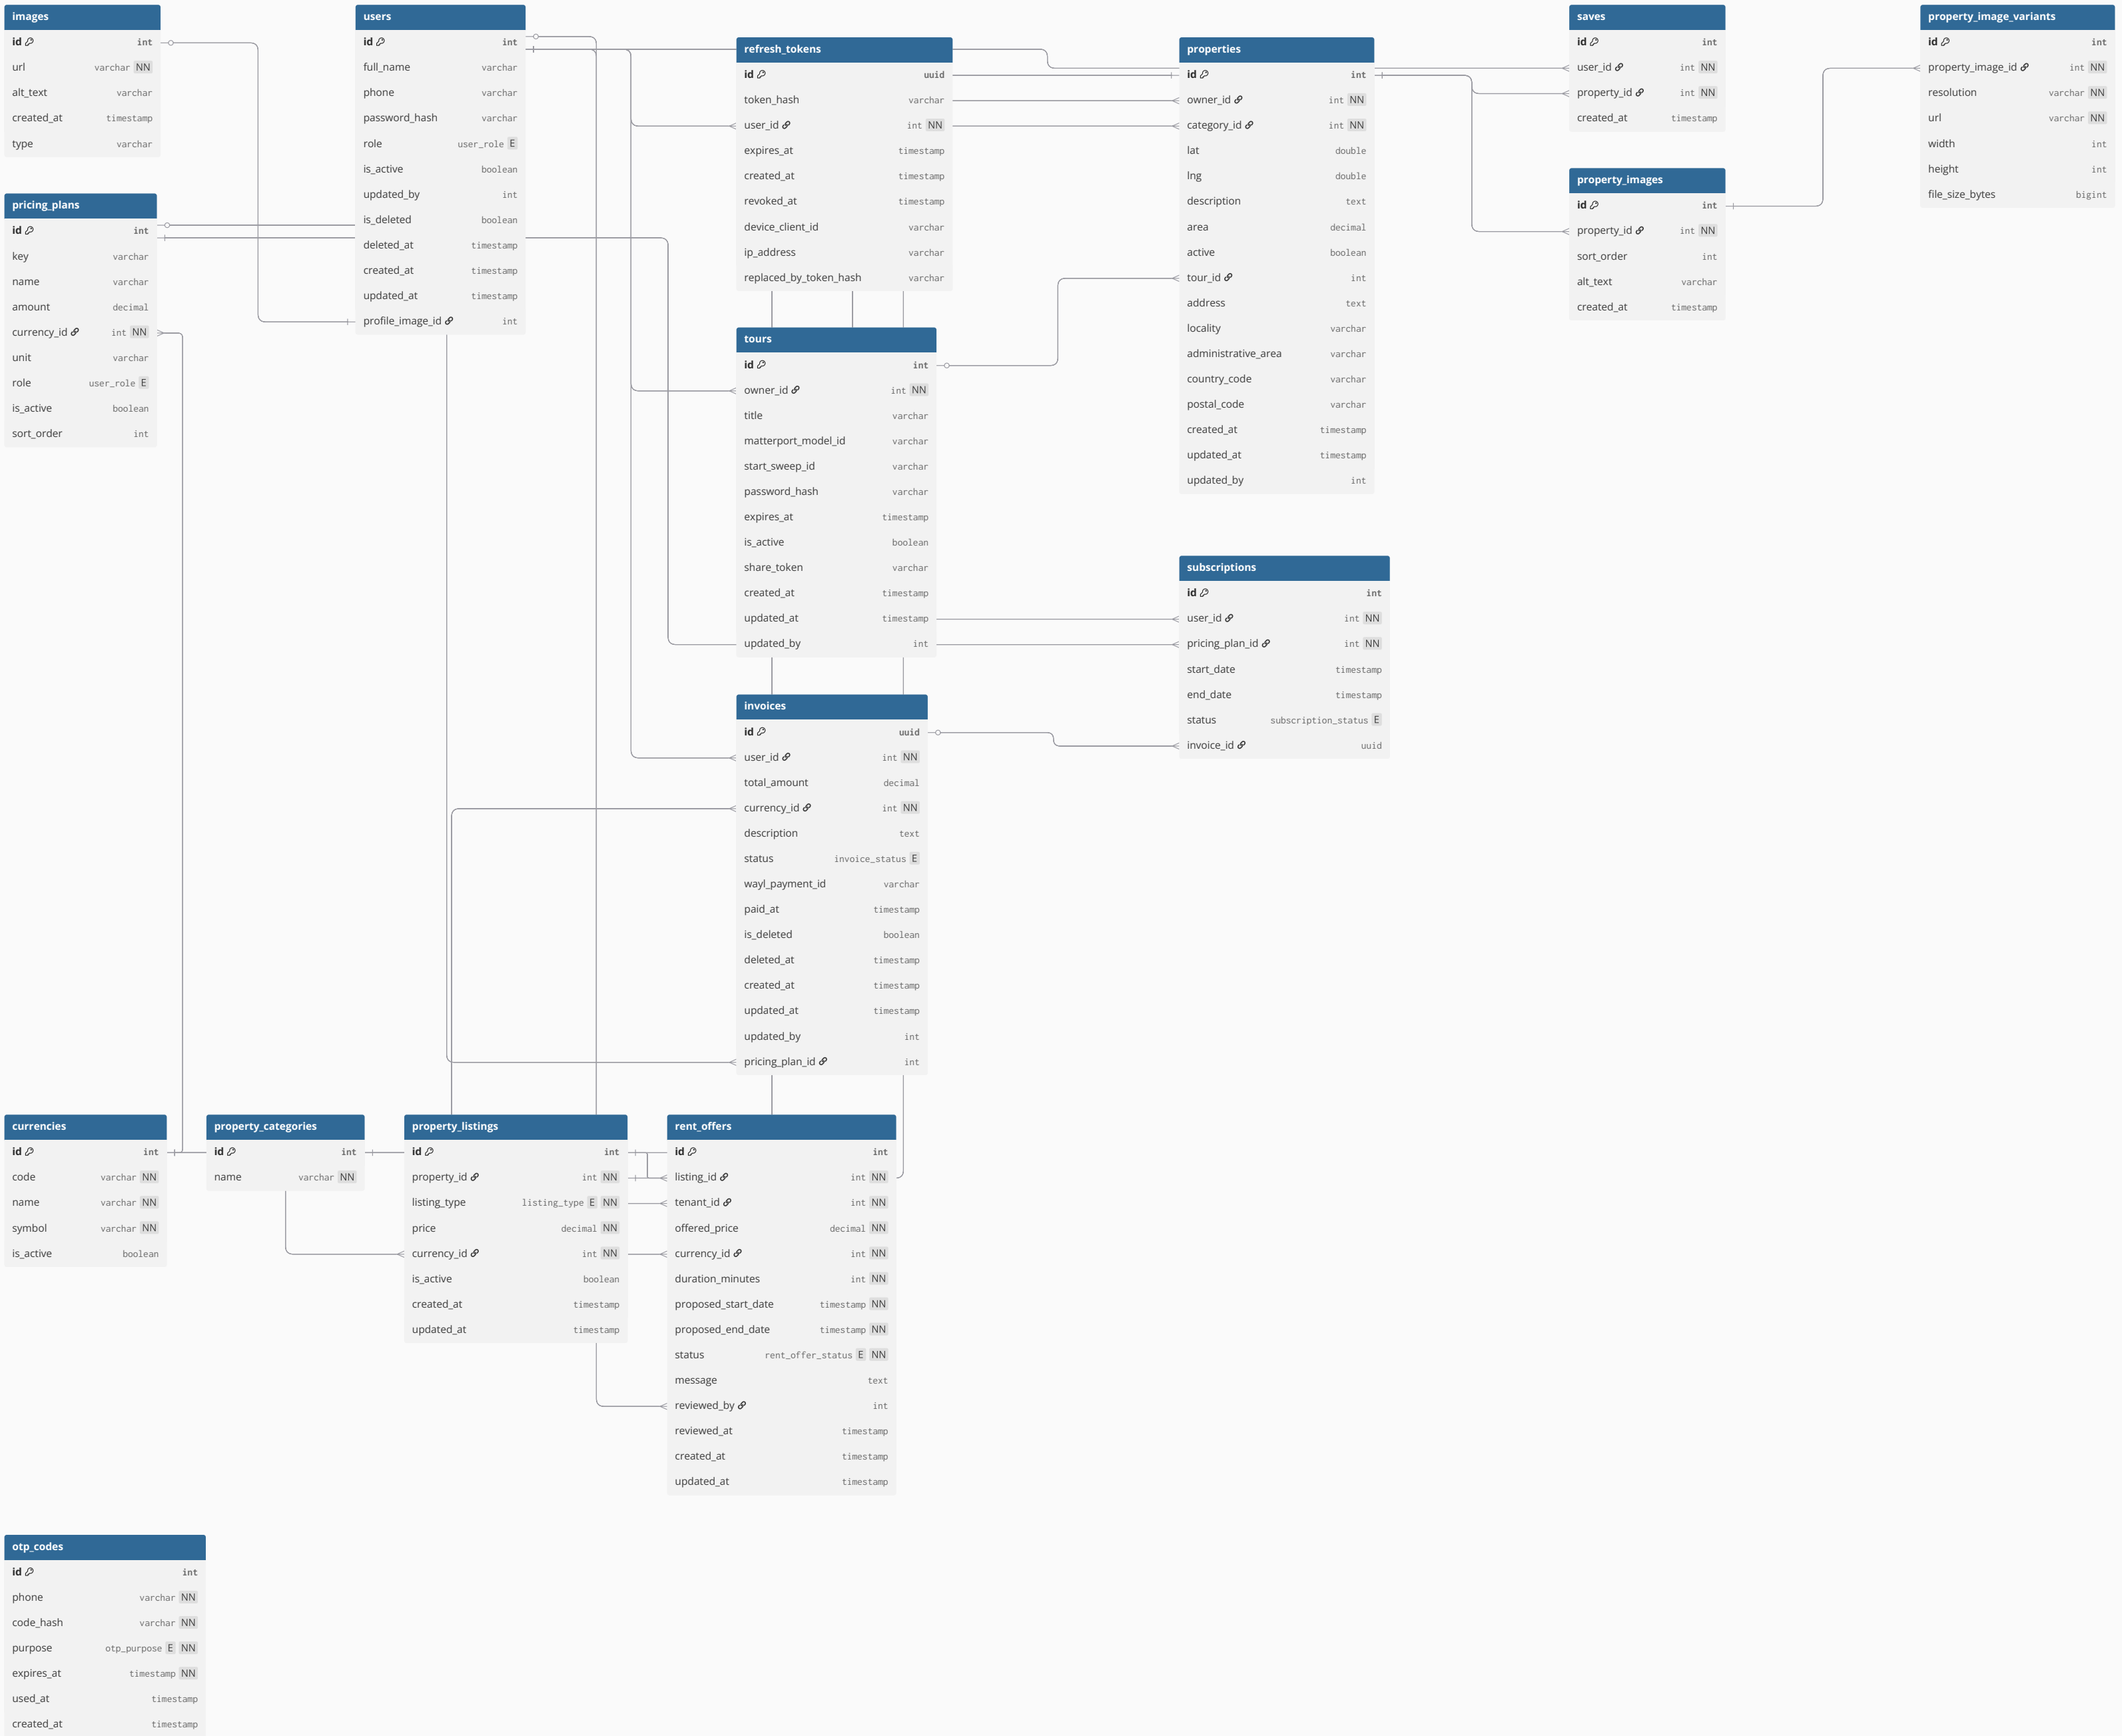 images
id int
url varchar NN
alt_text varchar
created_at timestamp
type varchar
pricing_plans
id int
key varchar
name varchar
amount decimal
currency_id int NN
unit varchar
role user_role E
is_active boolean
sort_order int
users
id int
full_name varchar
phone varchar
password_hash varchar
role user_role E
is_active boolean
updated_by int
is_deleted boolean
deleted_at timestamp
created_at timestamp
updated_at timestamp
profile_image_id int
refresh_tokens
id uuid
token_hash varchar
user_id int NN
expires_at timestamp
created_at timestamp
revoked_at timestamp
device_client_id varchar
ip_address varchar
replaced_by_token_hash varchar
tours
id int
owner_id int NN
title varchar
matterport_model_id varchar
start_sweep_id varchar
password_hash varchar
expires_at timestamp
is_active boolean
share_token varchar
created_at timestamp
updated_at timestamp
updated_by int
invoices
id uuid
user_id int NN
total_amount decimal
currency_id int NN
description text
status invoice_status E
wayl_payment_id varchar
paid_at timestamp
is_deleted boolean
deleted_at timestamp
created_at timestamp
updated_at timestamp
updated_by int
pricing_plan_id int
properties
id int
owner_id int NN
category_id int NN
lat double
lng double
description text
area decimal
active boolean
tour_id int
address text
locality varchar
administrative_area varchar
country_code varchar
postal_code varchar
created_at timestamp
updated_at timestamp
updated_by int
subscriptions
id int
user_id int NN
pricing_plan_id int NN
start_date timestamp
end_date timestamp
status subscription_status E
invoice_id uuid
saves
id int
user_id int NN
property_id int NN
created_at timestamp
property_images
id int
property_id int NN
sort_order int
alt_text varchar
created_at timestamp
property_image_variants
id int
property_image_id int NN
resolution varchar NN
url varchar NN
width int
height int
file_size_bytes bigint
currencies
id int
code varchar NN
name varchar NN
symbol varchar NN
is_active boolean
property_categories
id int
name varchar NN
property_listings
id int
property_id int NN
listing_type listing_type E NN
price decimal NN
currency_id int NN
is_active boolean
created_at timestamp
updated_at timestamp
rent_offers
id int
listing_id int NN
tenant_id int NN
offered_price decimal NN
currency_id int NN
duration_minutes int NN
proposed_start_date timestamp NN
proposed_end_date timestamp NN
status rent_offer_status E NN
message text
reviewed_by int
reviewed_at timestamp
created_at timestamp
updated_at timestamp
otp_codes
id int
phone varchar NN
code_hash varchar NN
purpose otp_purpose E NN
expires_at timestamp NN
used_at timestamp
created_at timestamp